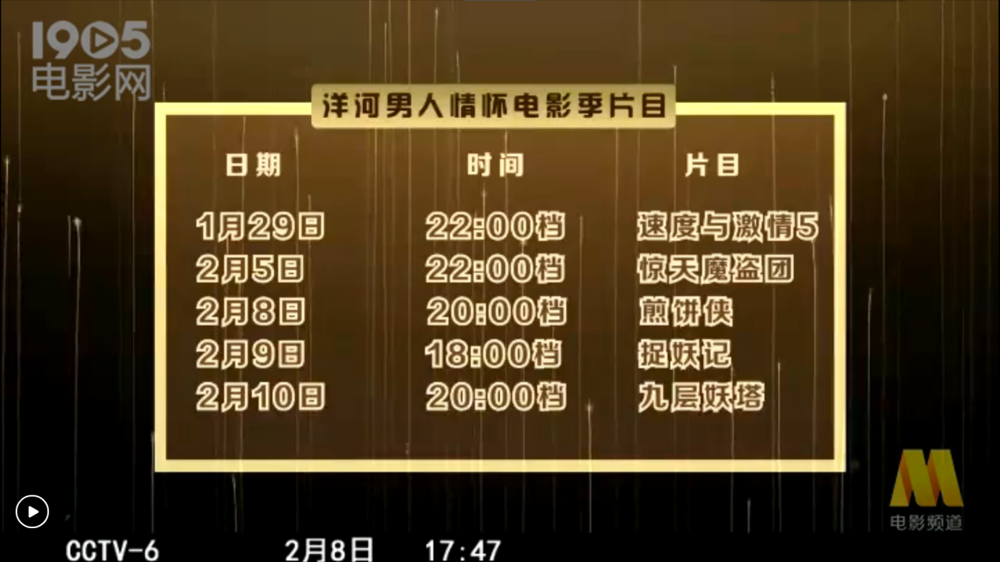 1905
电影网
洋河男人情怀电影季片目
日期 时间 片目
1月29日 22:00档 速度与激情5
2月5日 22:00档 惊天魔盗团
2月8日 20:00档 煎饼侠
2月9日 18:00档 捉妖记
2月10日 20:00档 九层妖塔
电影频道
CCTV-6 2月8日 17:47